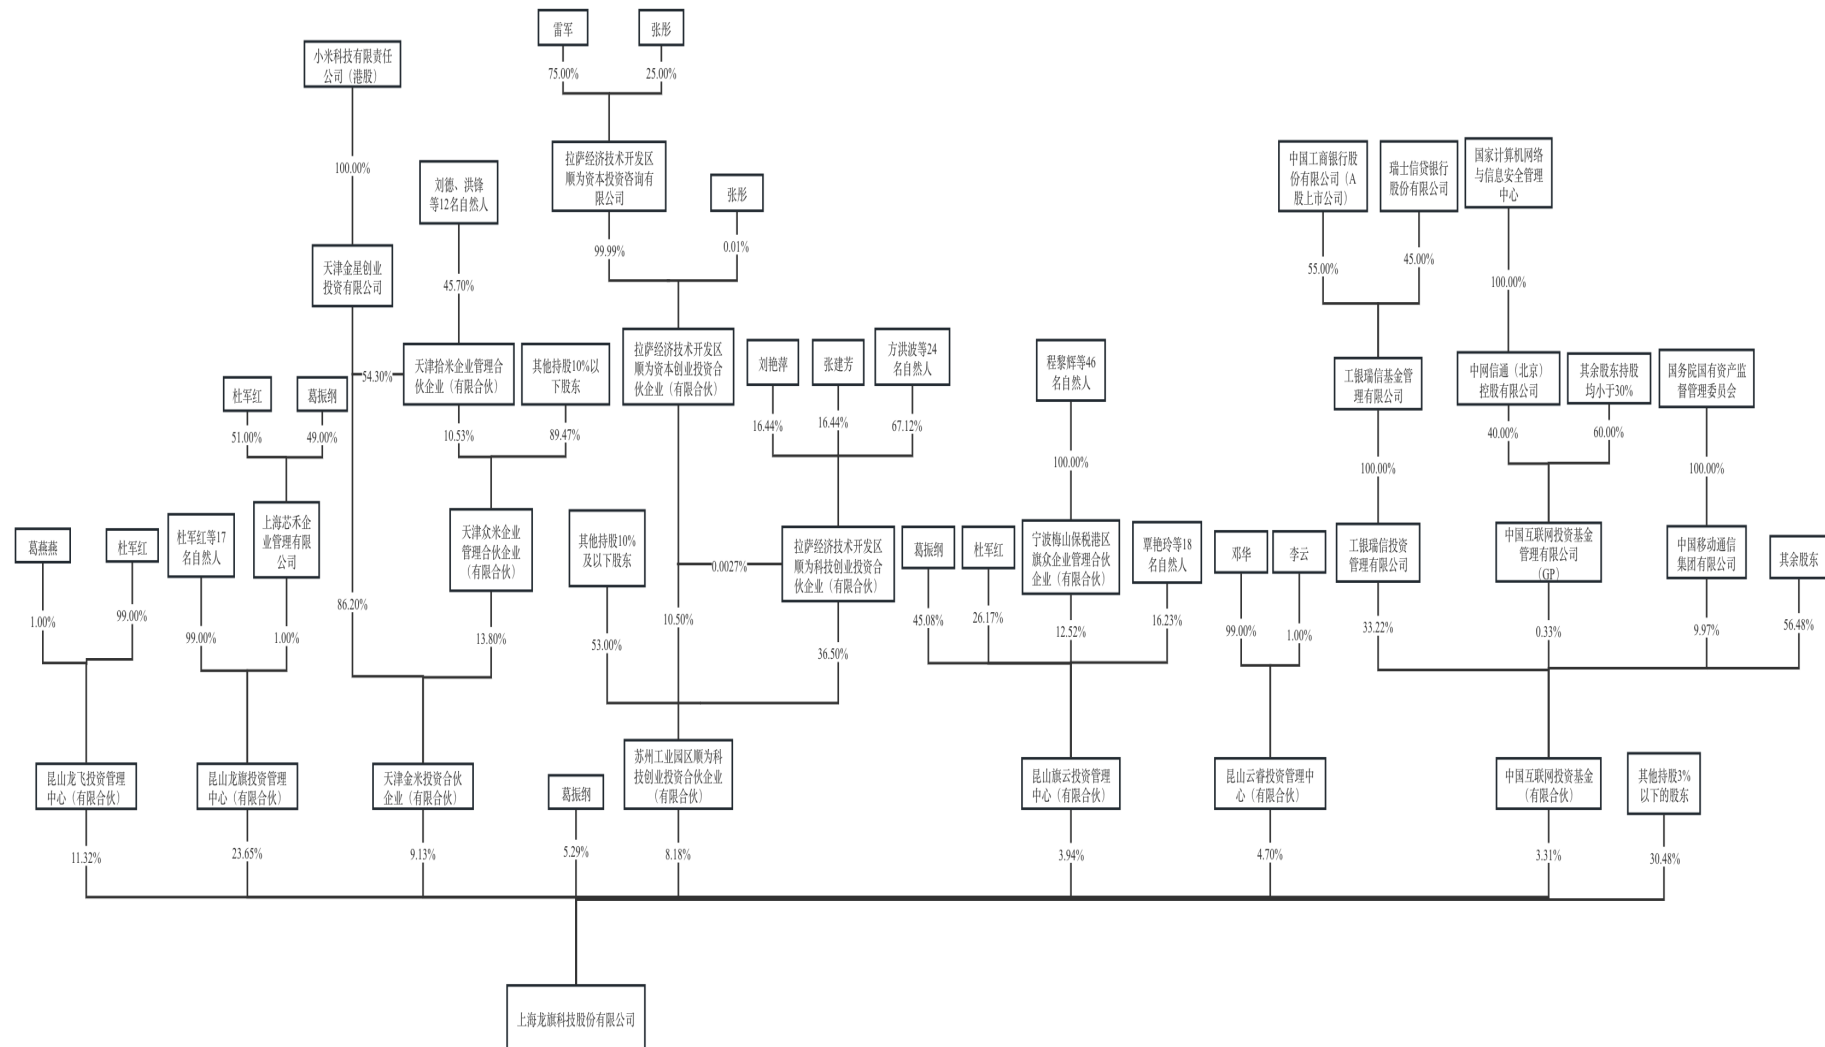 雷军
张彤
小米科技有限责任
公司（港股）
75.00%
25.00%
100.00%
拉萨经济技术开发区
顺为资本投资咨询有
限公司
中国工商银行股
份有限公司（A
股上市公司）
瑞士信贷银行
股份有限公司
国家计算机网络
与信息安全管理
中心
刘德、洪锋
等12名自然人
张彤
99.99%
0.01%
天津金星创业
投资有限公司
45.70%
55.00%
45.00%
100.00%
54.30%
天津拾米企业管理合
伙企业（有限合伙）
其他持股10%以
下股东
拉萨经济技术开发区
顺为资本创业投资合
伙企业（有限合伙）
刘艳萍
张建芳
方洪波等24
名自然人
程黎辉等46
名自然人
工银瑞信基金管
理有限公司
中网信通（北京）
控股有限公司
其余股东持股
均小于30%
国务院国有资产监
督管理委员会
杜军红
葛振纲
51.00%
49.00%
10.53%
89.47%
16.44%
16.44%
67.12%
100.00%
100.00%
40.00%
60.00%
100.00%
葛燕燕
杜军红
杜军红等17
名自然人
上海芯禾企
业管理有限公
司
天津众米企业
管理合伙企业
（有限合伙）
其他持股10%
及以下股东
0.0027%
拉萨经济技术开发区
顺为科技创业投资合
伙企业（有限合伙）
葛振纲
杜军红
宁波梅山保税港区
旗众企业管理合伙
企业（有限合伙）
覃艳玲等18
名自然人
邓华
李云
工银瑞信投资
管理有限公司
中国互联网投资基金
管理有限公司
（GP）
中国移动通信
集团有限公司
其余股东
1.00%
99.00%
99.00%
1.00%
86.20%
13.80%
53.00%
10.50%
36.50%
45.08%
26.17%
12.52%
16.23%
99.00%
1.00%
33.22%
0.33%
9.97%
56.48%
昆山龙飞投资管理
中心（有限合伙）
昆山龙旗投资管理
中心（有限合伙）
天津金米投资合伙
企业（有限合伙）
葛振纲
苏州工业园区顺为科
技创业投资合伙企业
（有限合伙）
昆山旗云投资管理
中心（有限合伙）
昆山云睿投资管理中
心（有限合伙）
中国互联网投资基金
（有限合伙）
其他持股3%
以下的股东
11.32%
23.65%
9.13%
5.29%
8.18%
3.94%
4.70%
3.31%
30.48%
上海龙旗科技股份有限公司